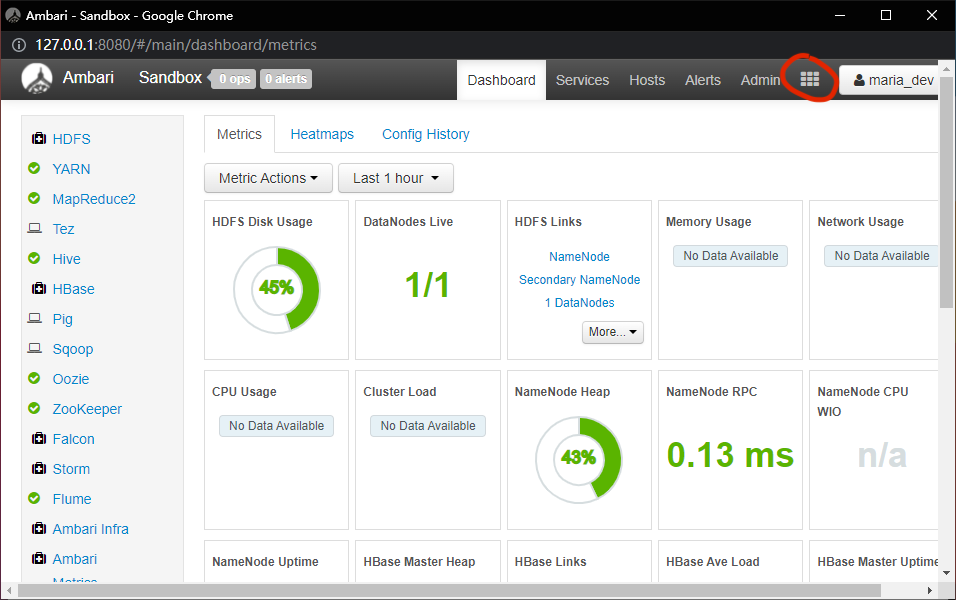 Ambari - Sandbox - Google Chrome
127.0.0.1:8080/#/main/dashboard/metrics
Ambari Sandbox 0 ops 0 alerts Dashboard Services Hosts Alerts Admin maria_dev
HDFS
YARN
MapReduce2
Tez
Hive
HBase
Pig
Sqoop
Oozie
ZooKeeper
Falcon
Storm
Flume
Ambari Infra
Ambari
Metrics
Metrics Heatmaps Config History
Metric Actions Last 1 hour
HDFS Disk Usage
45%
DataNodes Live
1/1
HDFS Links
NameNode
Secondary NameNode
1 DataNodes
More...
Memory Usage
No Data Available
Network Usage
No Data Available
CPU Usage
No Data Available
Cluster Load
No Data Available
NameNode Heap
43%
NameNode RPC
0.13 ms
NameNode CPU
WIO
n/a
NameNode Uptime
HBase Master Heap
HBase Links
HBase Ave Load
HBase Master Uptime